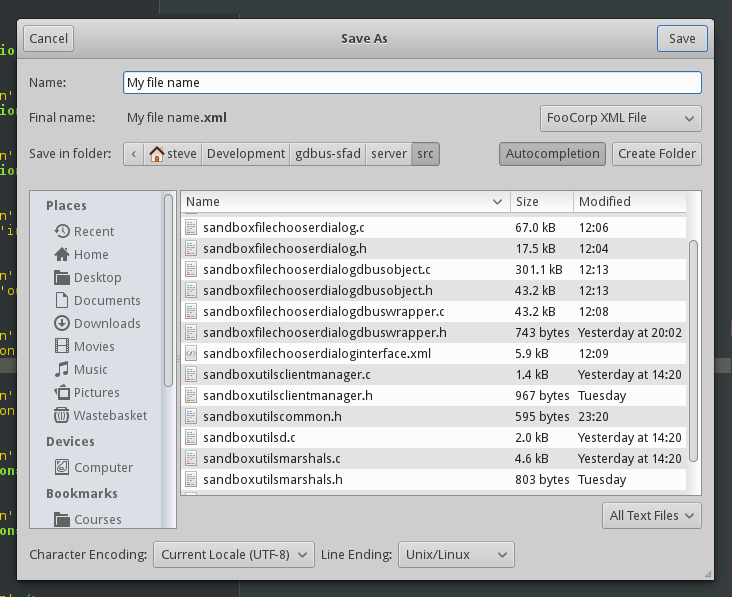 Cancel Save As Save
Name: My file name
Final name: My file name.xml FooCorp XML File
Save in folder: ‹ steve Development gdbus-sfad server src Autocompletion Create Folder
Places
Recent
Home
Desktop
Documents
Downloads
Movies
Music
Pictures
Wastebasket
Devices
Computer
Bookmarks
Courses
Name Size Modified
sandboxfilechooserdialog.c 67.0 kB 12:06
sandboxfilechooserdialog.h 17.5 kB 12:04
sandboxfilechooserdialogdbusobject.c 301.1 kB 12:13
sandboxfilechooserdialogdbusobject.h 43.2 kB 12:13
sandboxfilechooserdialogdbuswrapper.c 43.2 kB 12:08
sandboxfilechooserdialogdbuswrapper.h 743 bytes Yesterday at 20:02
sandboxfilechooserdialoginterface.xml 5.9 kB 12:09
sandboxutilsclientmanager.c 1.4 kB Yesterday at 14:20
sandboxutilsclientmanager.h 967 bytes Tuesday
sandboxutilscommon.h 595 bytes 23:20
sandboxutilsd.c 2.0 kB Yesterday at 14:20
sandboxutilsmarshals.c 4.6 kB Yesterday at 14:20
sandboxutilsmarshals.h 803 bytes Tuesday
All Text Files
Character Encoding: Current Locale (UTF-8) Line Ending: Unix/Linux